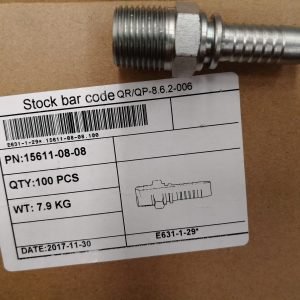 Stock bar code QR/QP-8.6.2-006
E631-1-29* 15611-08-08.100
PN:15611-08-08
QTY:100 PCS
WT: 7.9 KG
DATE:2017-11-30
E631-1-29*